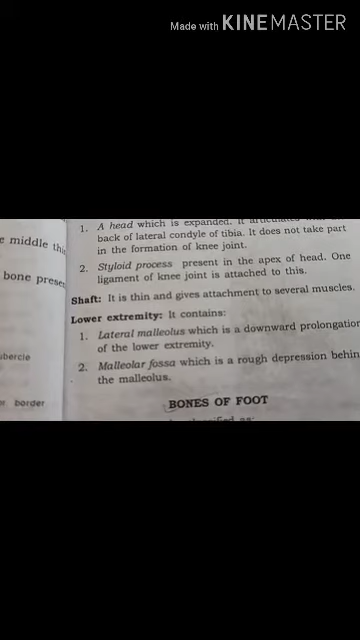 Made with KINEMASTER
1. A head which is expanded. It
back of lateral condyle of tibia. It does not take part
in the formation of knee joint.
2. Styloid process present in the apex of head. One
ligament of knee joint is attached to this.
Shaft: It is thin and gives attachment to several muscles.
Lower extremity: It contains:
1. Lateral malleolus which is a downward prolongation
of the lower extremity.
2. Malleolar fossa which is a rough depression behin
the malleolus.
BONES OF FOOT
e middle thi
bone presen
ubercle
border